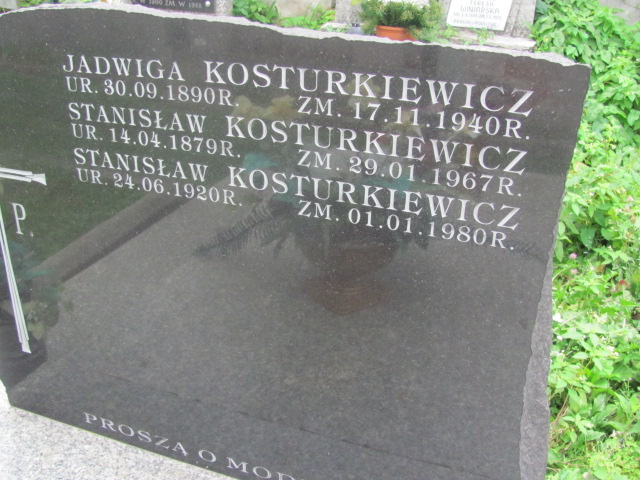 JADWIGA KOSTURKIEWICZ
UR. 30.09.1890R. ZM. 17.11.1940R.
STANISŁAW KOSTURKIEWICZ
UR. 14.04.1879R. ZM. 29.01.1967R.
STANISŁAW KOSTURKIEWICZ
UR. 24.06.1920R. ZM. 01.01.1980R.
P.
PROSZĄ O MOD